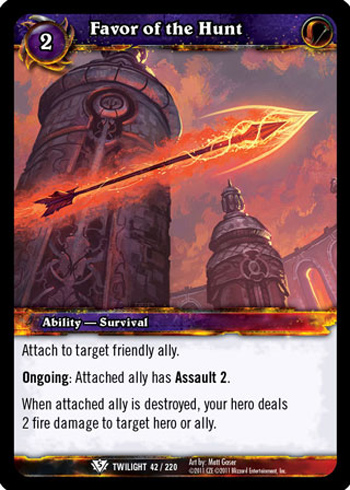 2
Favor of the Hunt
Ability — Survival
Attach to target friendly ally.
Ongoing: Attached ally has Assault 2.
When attached ally is destroyed, your hero deals
2 fire damage to target hero or ally.
TWILIGHT 42 / 220
Art by: Matt Gaser
©2011 CZE ©2011 Blizzard Entertainment, Inc.